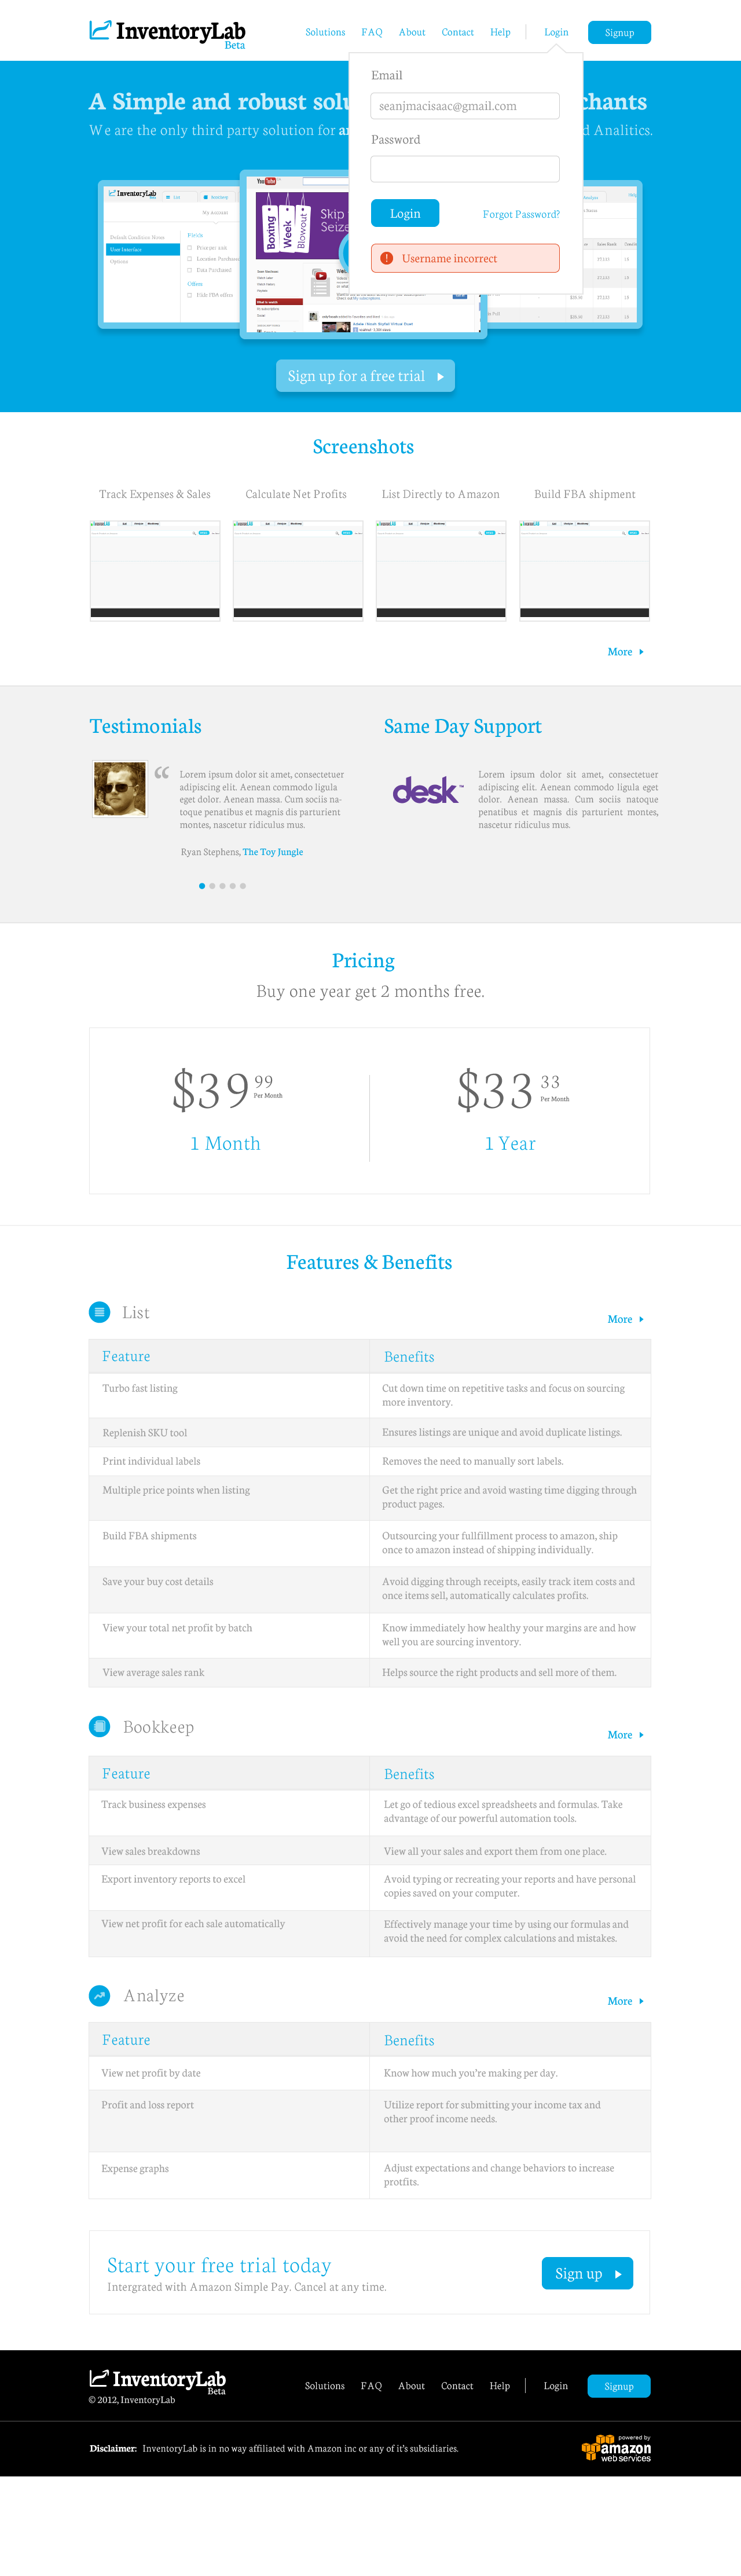 InventoryLab
Beta
Solutions FAQ About Contact Help Login Signup
Email
seanjmacisaac@gmail.com
Password
Login Forgot Password?
Username incorrect
A Simple and robust
We are the only third party solution for
Analitics.
InventoryLab
My account
Default Condition Notes
User Interface
Options
YouTube
Skip
Boxing
Week
Blowout
Sign up for a free trial
Screenshots
Track Expenses & Sales Calculate Net Profits List Directly to Amazon Build FBA shipment
More
Testimonials
“
Lorem ipsum dolor sit amet, consectetuer
adipiscing elit. Aenean commodo ligula
eget dolor. Aenean massa. Cum sociis na-
toque penatibus et magnis dis parturient
montes, nascetur ridiculus mus.
Ryan Stephens, The Toy Jungle
Same Day Support
desk™
Lorem ipsum dolor sit amet, consectetuer
adipiscing elit. Aenean commodo ligula eget
dolor. Aenean massa. Cum sociis natoque
penatibus et magnis dis parturient montes,
nascetur ridiculus mus.
Pricing
Buy one year get 2 months free.
$39 99
Per Month
1 Month
$33 33
Per Month
1 Year
Features & Benefits
List
More
Feature Benefits
Turbo fast listing Cut down time on repetitive tasks and focus on sourcing
more inventory.
Replenish SKU tool Ensures listings are unique and avoid duplicate listings.
Print individual labels Removes the need to manually sort labels.
Multiple price points when listing Get the right price and avoid wasting time digging through
product pages.
Build FBA shipments Outsourcing your fullfillment process to amazon, ship
once to amazon instead of shipping individually.
Save your buy cost details Avoid digging through receipts, easily track item costs and
once items sell, automatically calculates profits.
View your total net profit by batch Know immediately how healthy your margins are and how
well you are sourcing inventory.
View average sales rank Helps source the right products and sell more of them.
Bookkeep
More
Feature Benefits
Track business expenses Let go of tedious excel spreadsheets and formulas. Take
advantage of our powerful automation tools.
View sales breakdowns View all your sales and export them from one place.
Export inventory reports to excel Avoid typing or recreating your reports and have personal
copies saved on your computer.
View net profit for each sale automatically Effectively manage your time by using our formulas and
avoid the need for complex calculations and mistakes.
Analyze
More
Feature Benefits
View net profit by date Know how much you're making per day.
Profit and loss report Utilize report for submitting your income tax and
other proof income needs.
Expense graphs Adjust expectations and change behaviors to increase
protfits.
Start your free trial today
Intergrated with Amazon Simple Pay. Cancel at any time.
Sign up
InventoryLab
Beta
© 2012, InventoryLab
Solutions FAQ About Contact Help Login Signup
Disclaimer: InventoryLab is in no way affiliated with Amazon inc or any of it's subsidiaries.
powered by
amazon
web services